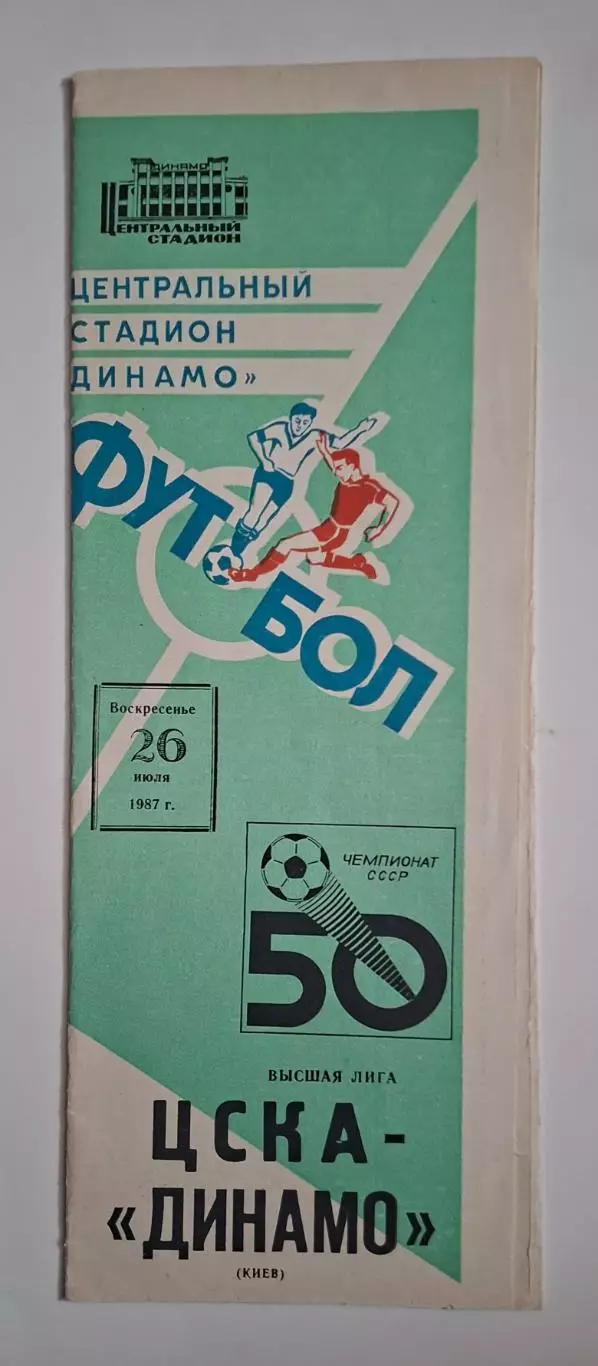 ДИНАМО
ЦЕНТРАЛЬНЫЙ
СТАДИОН
ЦЕНТРАЛЬНЫЙ
СТАДИОН
ДИНАМО»
ФУТ
БОЛ
Воскресенье
26
июля
1987 г.
ЧЕМПИОНАТ
СССР
50
ВЫСШАЯ ЛИГА
ЦСКА-
«ДИНАМО»
(КИЕВ)